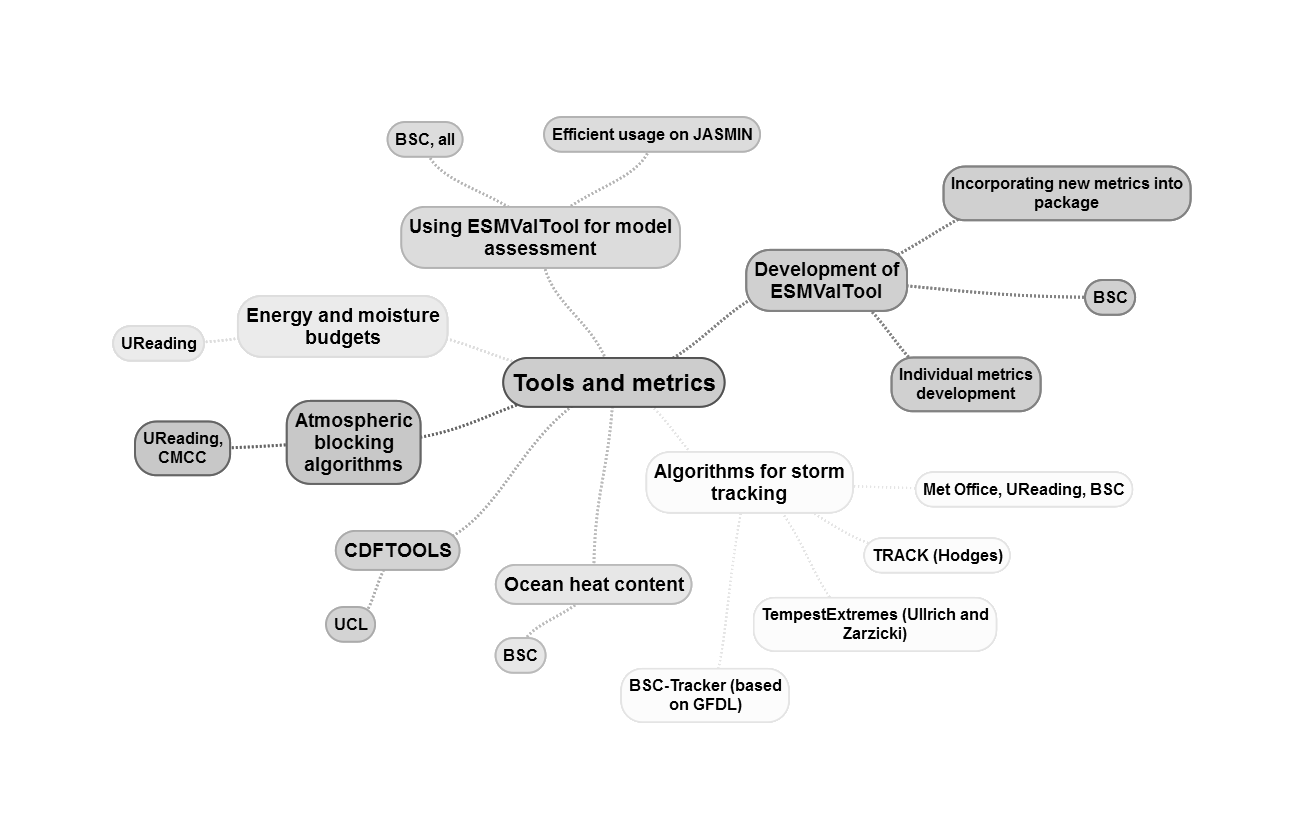 BSC, all
Efficient usage on JASMIN
Using ESMValTool for model
assessment
Incorporating new metrics into
package
Development of
ESMValTool
BSC
Individual metrics
development
Energy and moisture
budgets
UReading
Tools and metrics
Atmospheric
blocking
algorithms
UReading,
CMCC
Algorithms for storm
tracking
Met Office, UReading, BSC
TRACK (Hodges)
TempestExtremes (Ullrich and
Zarzicki)
BSC-Tracker (based
on GFDL)
CDFTOOLS
UCL
Ocean heat content
BSC